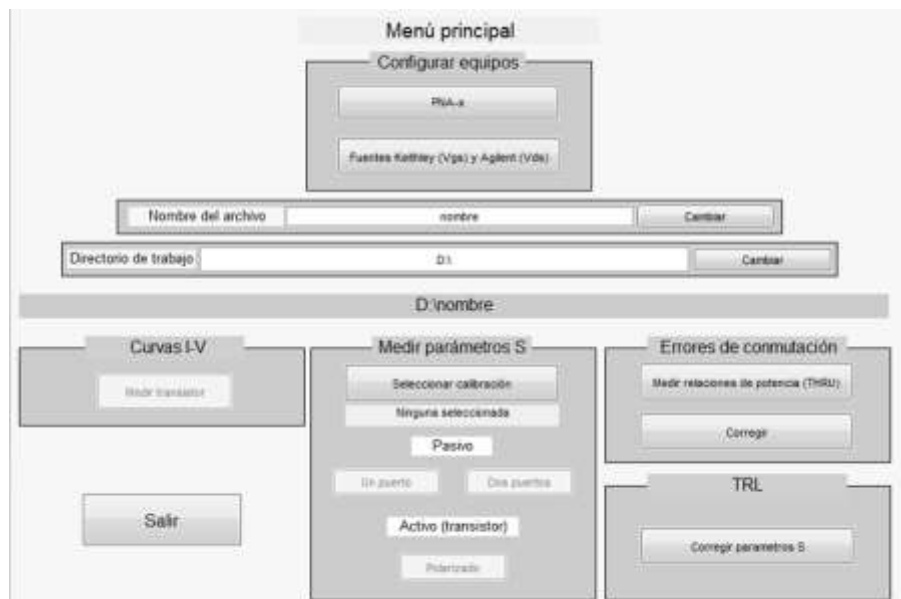 Menú principal
Configurar equipos
PNA-x
Fuentes Keithley (Vgs) y Agilent (Vds)
Nombre del archivo nombre Cambiar
Directorio de trabajo D:\ Cambiar
D:\nombre
Curvas I-V
Medir transistor
Salir
Medir parámetros S
Seleccionar calibración
Ninguna seleccionada
Pasivo
Un puerto Dos puertos
Activo (transistor)
Polarizado
Errores de conmutación
Medir relaciones de potencia (THRU)
Corregir
TRL
Corregir parametros S